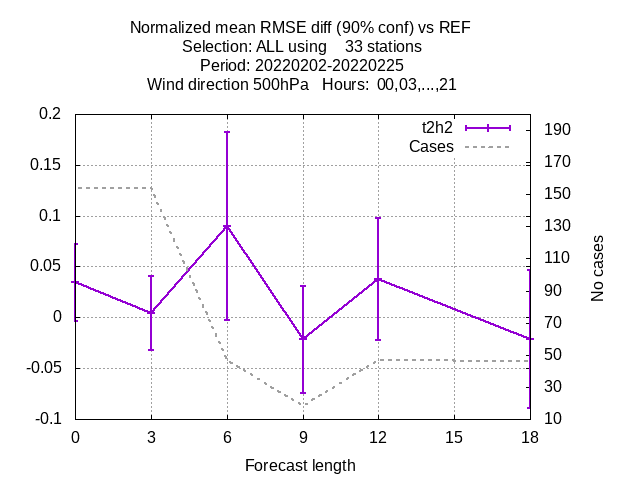 Normalized mean RMSE diff (90% conf) vs REF
Selection: ALL using    33 stations
Period: 20220202-20220225
Wind direction 500hPa   Hours:  00,03,...,21
t2h2
Cases
0.2
0.15
0.1
0.05
0
-0.05
-0.1
190
170
150
130
110
90
70
50
30
10
No cases
0 3 6 9 12 15 18
Forecast length